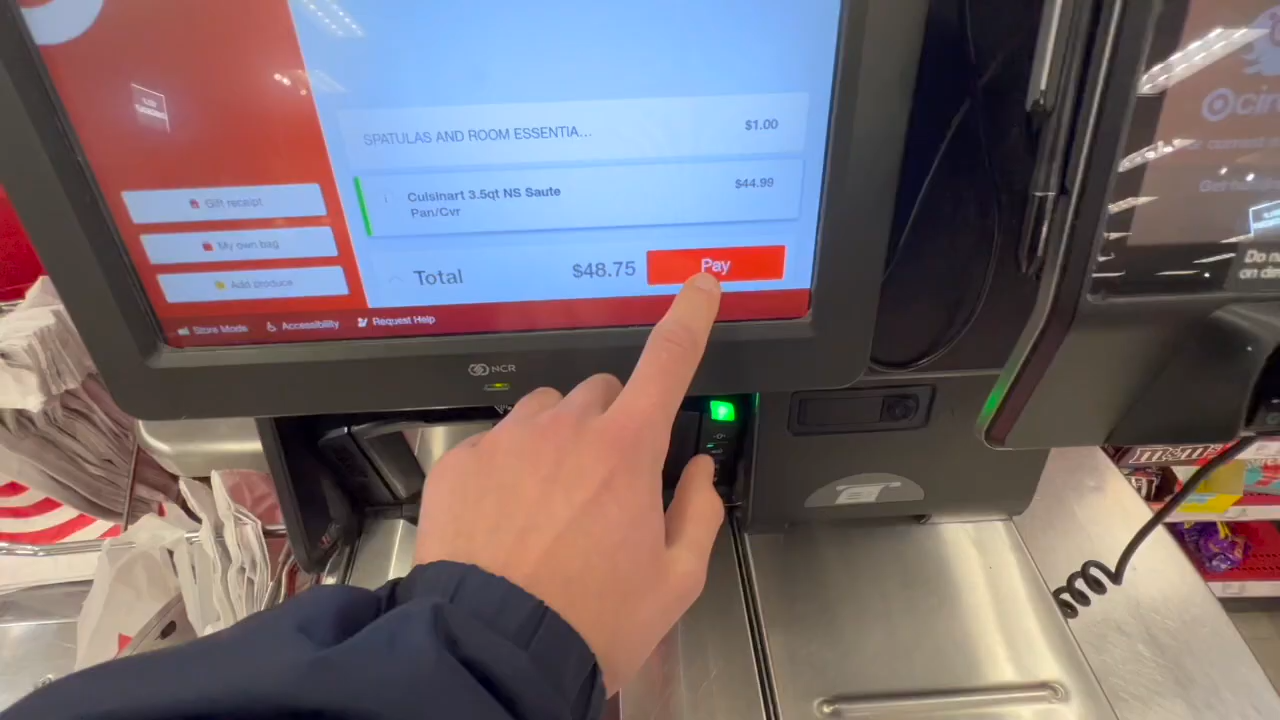 SPATULAS AND ROOM ESSENTIA...
$1.00
Cuisinart 3.5qt NS Saute
Pan/Cvr
$44.99
Total
$48.75
Pay
Gift receipt
My own bag
Add produce
Store Mode
Accessibility
Request Help
NCR
M&M's